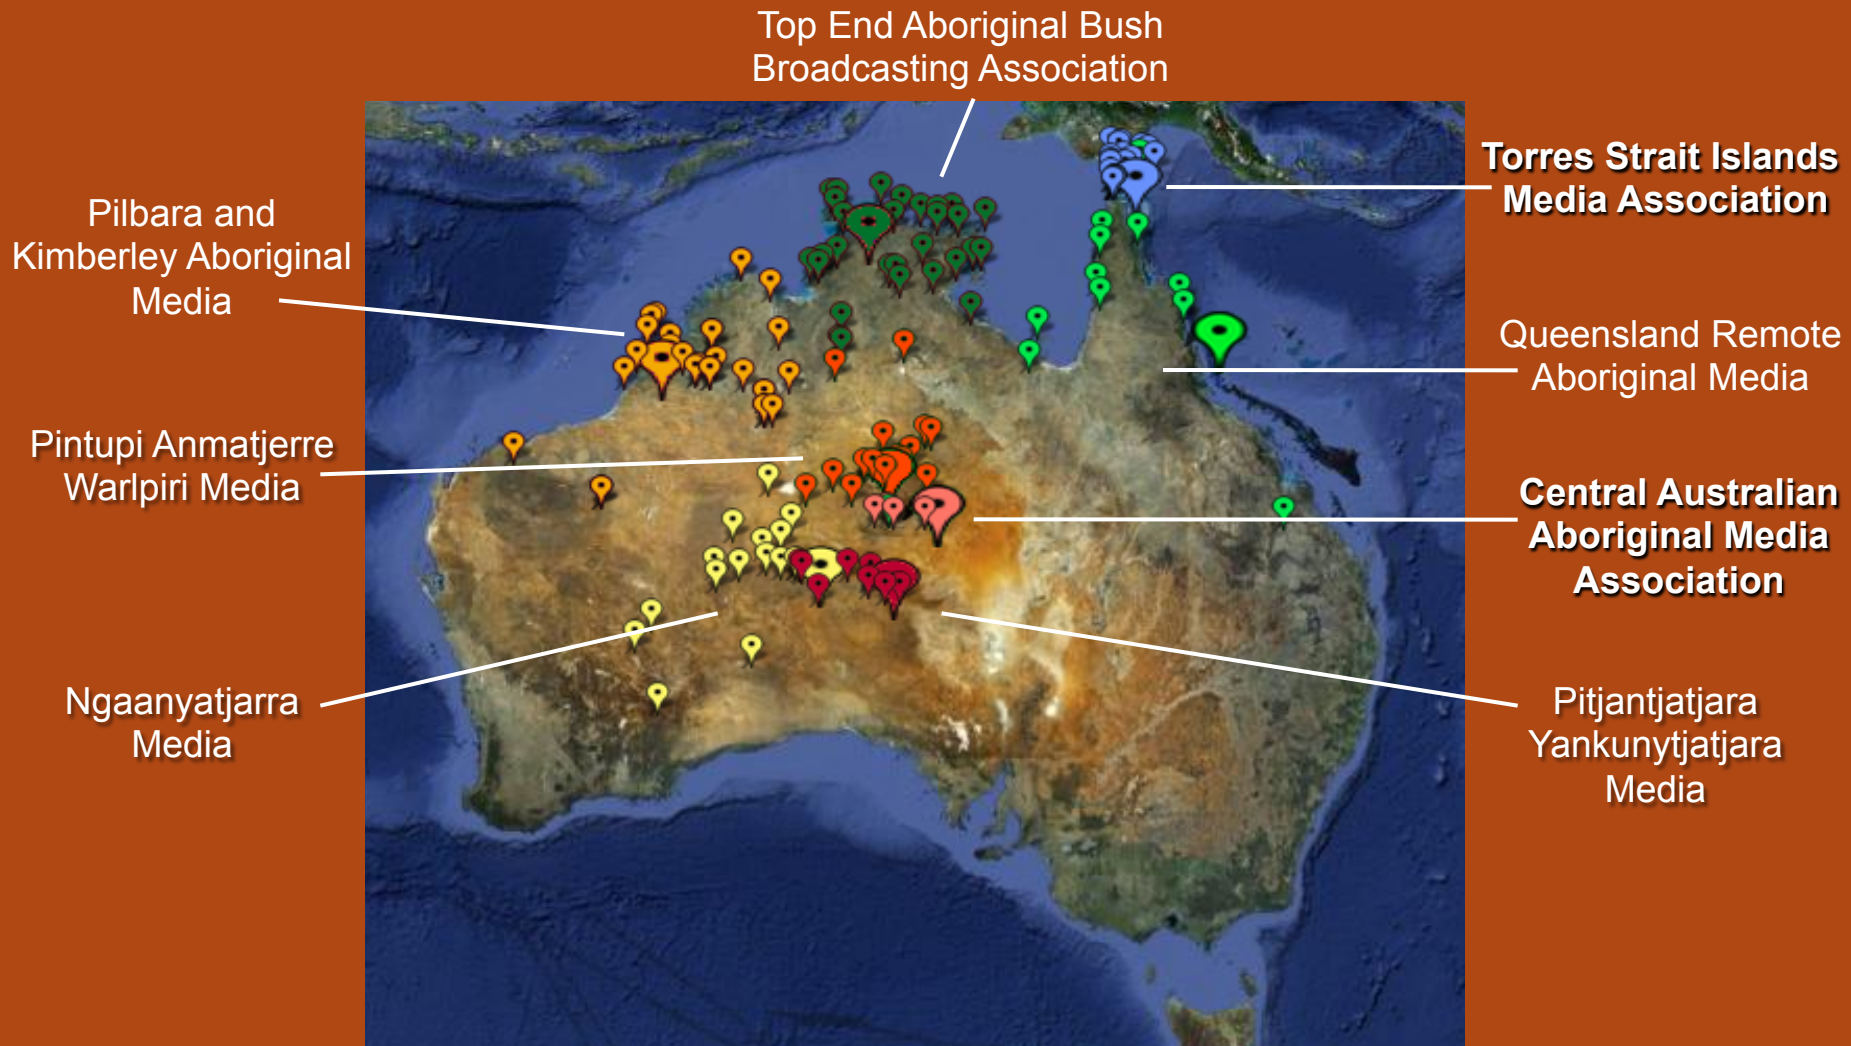 Top End Aboriginal Bush
Broadcasting Association
Torres Strait Islands
Media Association
Pilbara and
Kimberley Aboriginal
Media
Queensland Remote
Aboriginal Media
Pintupi Anmatjerre
Warlpiri Media
Central Australian
Aboriginal Media
Association
Ngaanyatjarra
Media
Pitjantjatjara
Yankunytjatjara
Media